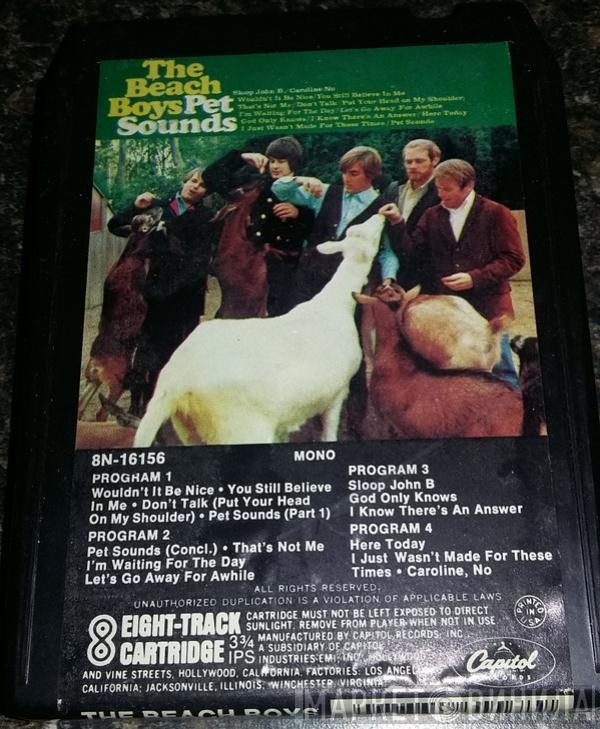 The
Beach
Boys Pet
Sounds
Sloop John B./Caroline No
Wouldn't It Be Nice/You Still Believe In Me
That's Not Me/Don't Talk (Put Your Head on My Shoulder)
I'm Waiting For The Day/Let's Go Away For Awhile
God Only Knows/I Know There's An Answer/Here Today
I Just Wasn't Made For These Times/Pet Sounds
8N-16156 MONO
PROGRAM 1
Wouldn't It Be Nice • You Still Believe
In Me • Don't Talk (Put Your Head
On My Shoulder) • Pet Sounds (Part 1)
PROGRAM 2
Pet Sounds (Concl.) • That's Not Me
I'm Waiting For The Day
Let's Go Away For Awhile
PROGRAM 3
Sloop John B
God Only Knows
I Know There's An Answer
PROGRAM 4
Here Today
I Just Wasn't Made For These
Times • Caroline, No
ALL RIGHTS RESERVED.
UNAUTHORIZED DUPLICATION IS A VIOLATION OF APPLICABLE LAWS
8 EIGHT-TRACK
CARTRIDGE
3¾
IPS
CARTRIDGE MUST NOT BE LEFT EXPOSED TO DIRECT
SUNLIGHT. REMOVE FROM PLAYER WHEN NOT IN USE
MANUFACTURED BY CAPITOL RECORDS, INC.,
A SUBSIDIARY OF CAPITOL
INDUSTRIES-EMI, INC., HOLLYWOOD
AND VINE STREETS, HOLLYWOOD, CALIFORNIA. FACTORIES: LOS ANGELES,
CALIFORNIA; JACKSONVILLE, ILLINOIS; WINCHESTER, VIRGINIA
PRINTED
IN
USA
Capitol
RECORDS
THE BEACH BOYS